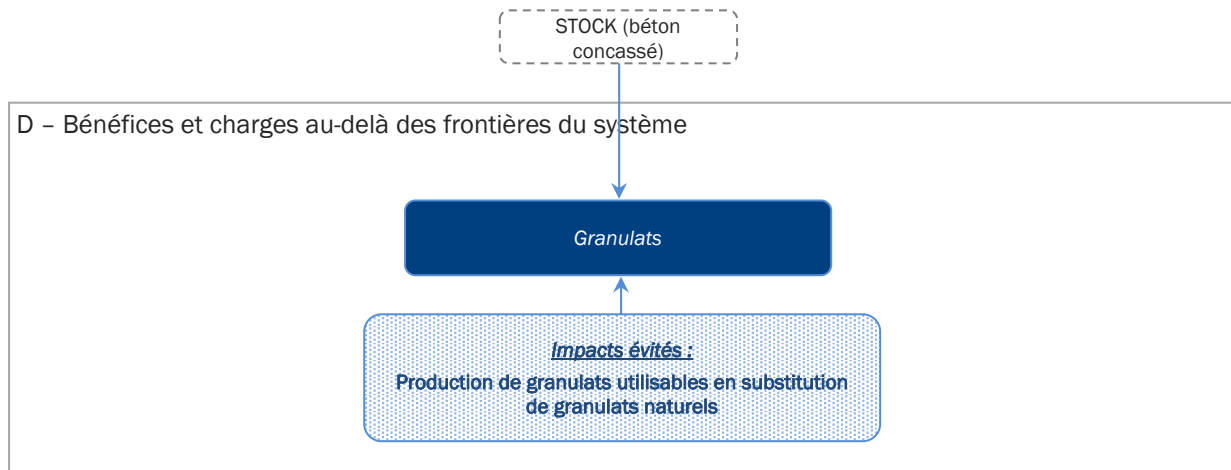 STOCK (béton
concassé)
D – Bénéfices et charges au-delà des frontières du système
Granulats
Impacts évités :
Production de granulats utilisables en substitution
de granulats naturels